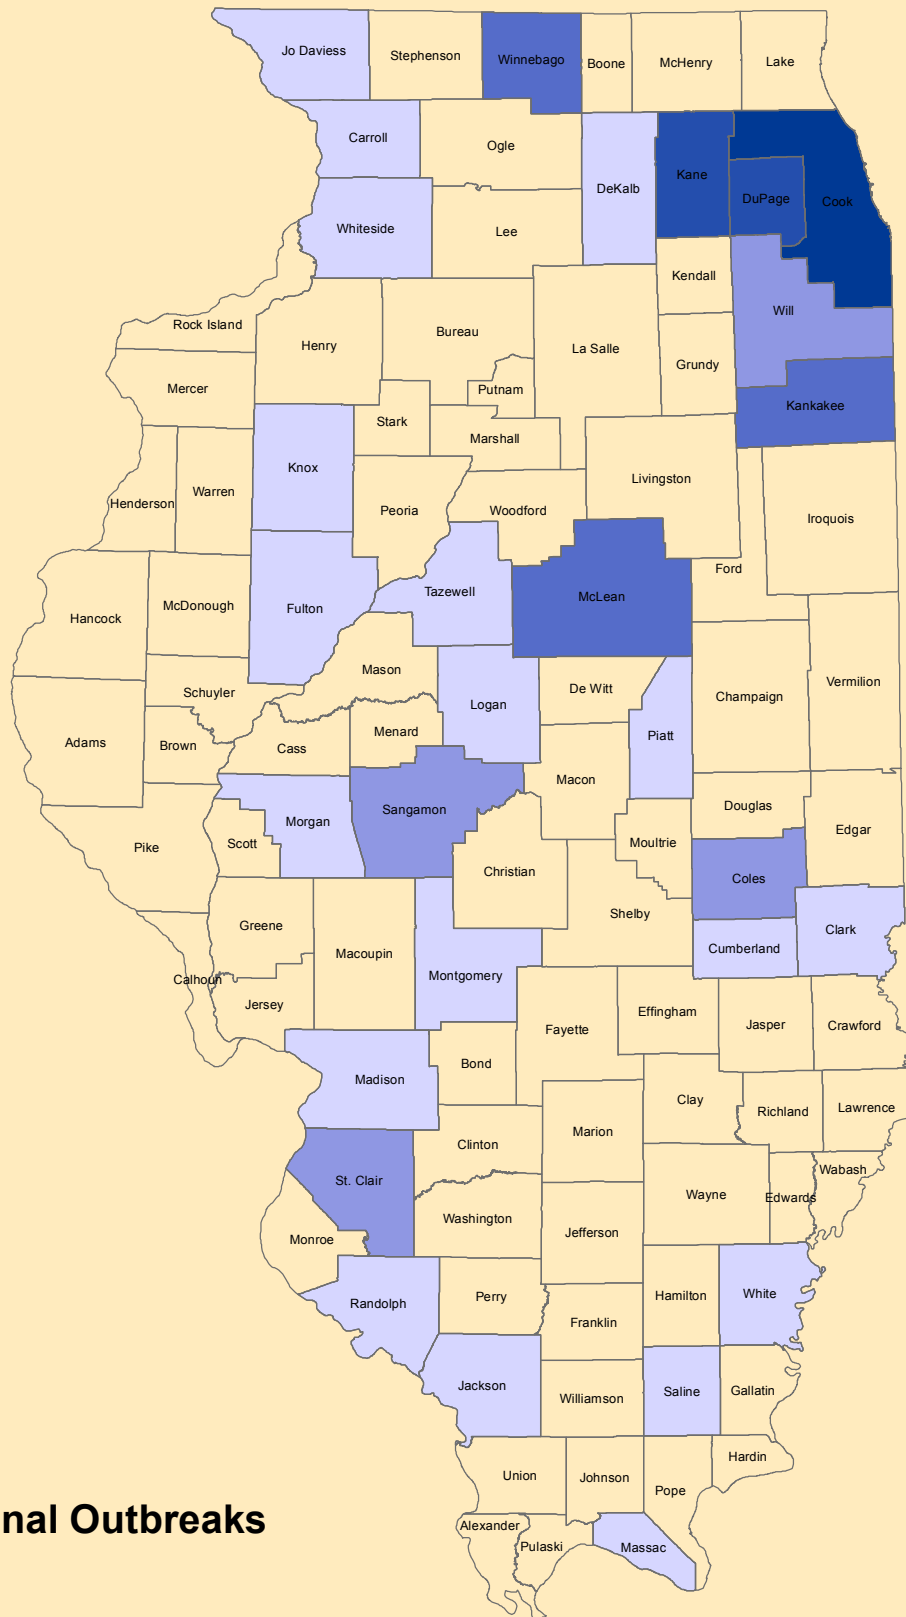 Jo Daviess
Stephenson
Winnebago
Boone
McHenry
Lake
Carroll
Ogle
DeKalb
Kane
DuPage
Cook
Whiteside
Lee
Kendall
Will
Rock Island
Henry
Bureau
La Salle
Grundy
Mercer
Putnam
Kankakee
Stark
Marshall
Knox
Henderson
Warren
Peoria
Woodford
Livingston
Iroquois
Ford
Hancock
McDonough
Fulton
Tazewell
McLean
Mason
Schuyler
Logan
De Witt
Champaign
Vermilion
Adams
Brown
Cass
Menard
Piatt
Macon
Sangamon
Douglas
Edgar
Pike
Scott
Morgan
Moultrie
Christian
Coles
Greene
Macoupin
Shelby
Cumberland
Clark
Calhoun
Jersey
Montgomery
Fayette
Effingham
Jasper
Crawford
Madison
Bond
Clay
Richland
Lawrence
Clinton
Marion
St. Clair
Wayne
Edwards
Wabash
Monroe
Washington
Jefferson
Randolph
Perry
Franklin
Hamilton
White
Jackson
Williamson
Saline
Gallatin
Union
Johnson
Pope
Hardin
nal Outbreaks
Alexander
Pulaski
Massac